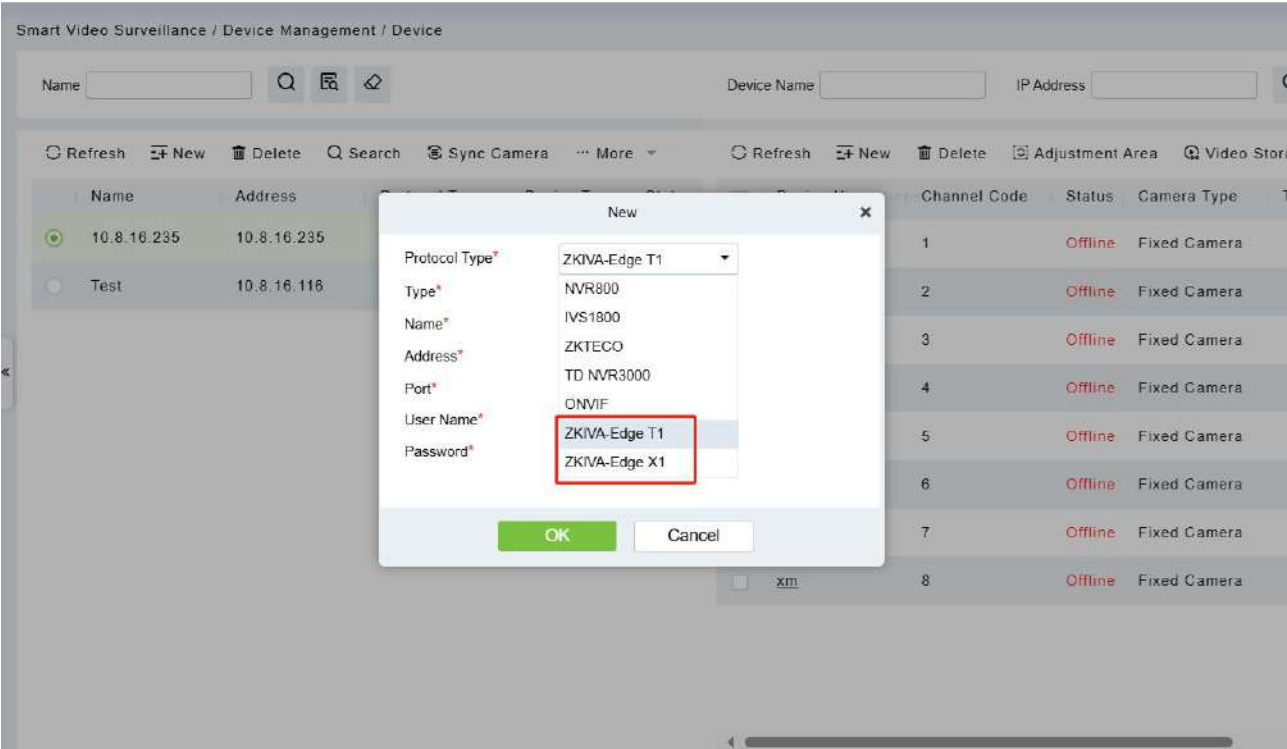 Smart Video Surveillance / Device Management / Device
Name
Device Name
IP Address
Refresh New Delete Search Sync Camera ··· More
Refresh New Delete Adjustment Area Video Stora
Name Address
Channel Code Status Camera Type
10.8.16.235 10.8.16.235
Test 10.8.16.116
New
Protocol Type* ZKIVA-Edge T1
Type*
Name*
Address*
Port*
User Name*
Password*
NVR800
IVS1800
ZKTECO
TD NVR3000
ONVIF
ZKIVA-Edge T1
ZKIVA-Edge X1
OK Cancel
1 Offline Fixed Camera
2 Offline Fixed Camera
3 Offline Fixed Camera
4 Offline Fixed Camera
5 Offline Fixed Camera
6 Offline Fixed Camera
7 Offline Fixed Camera
xm 8 Offline Fixed Camera